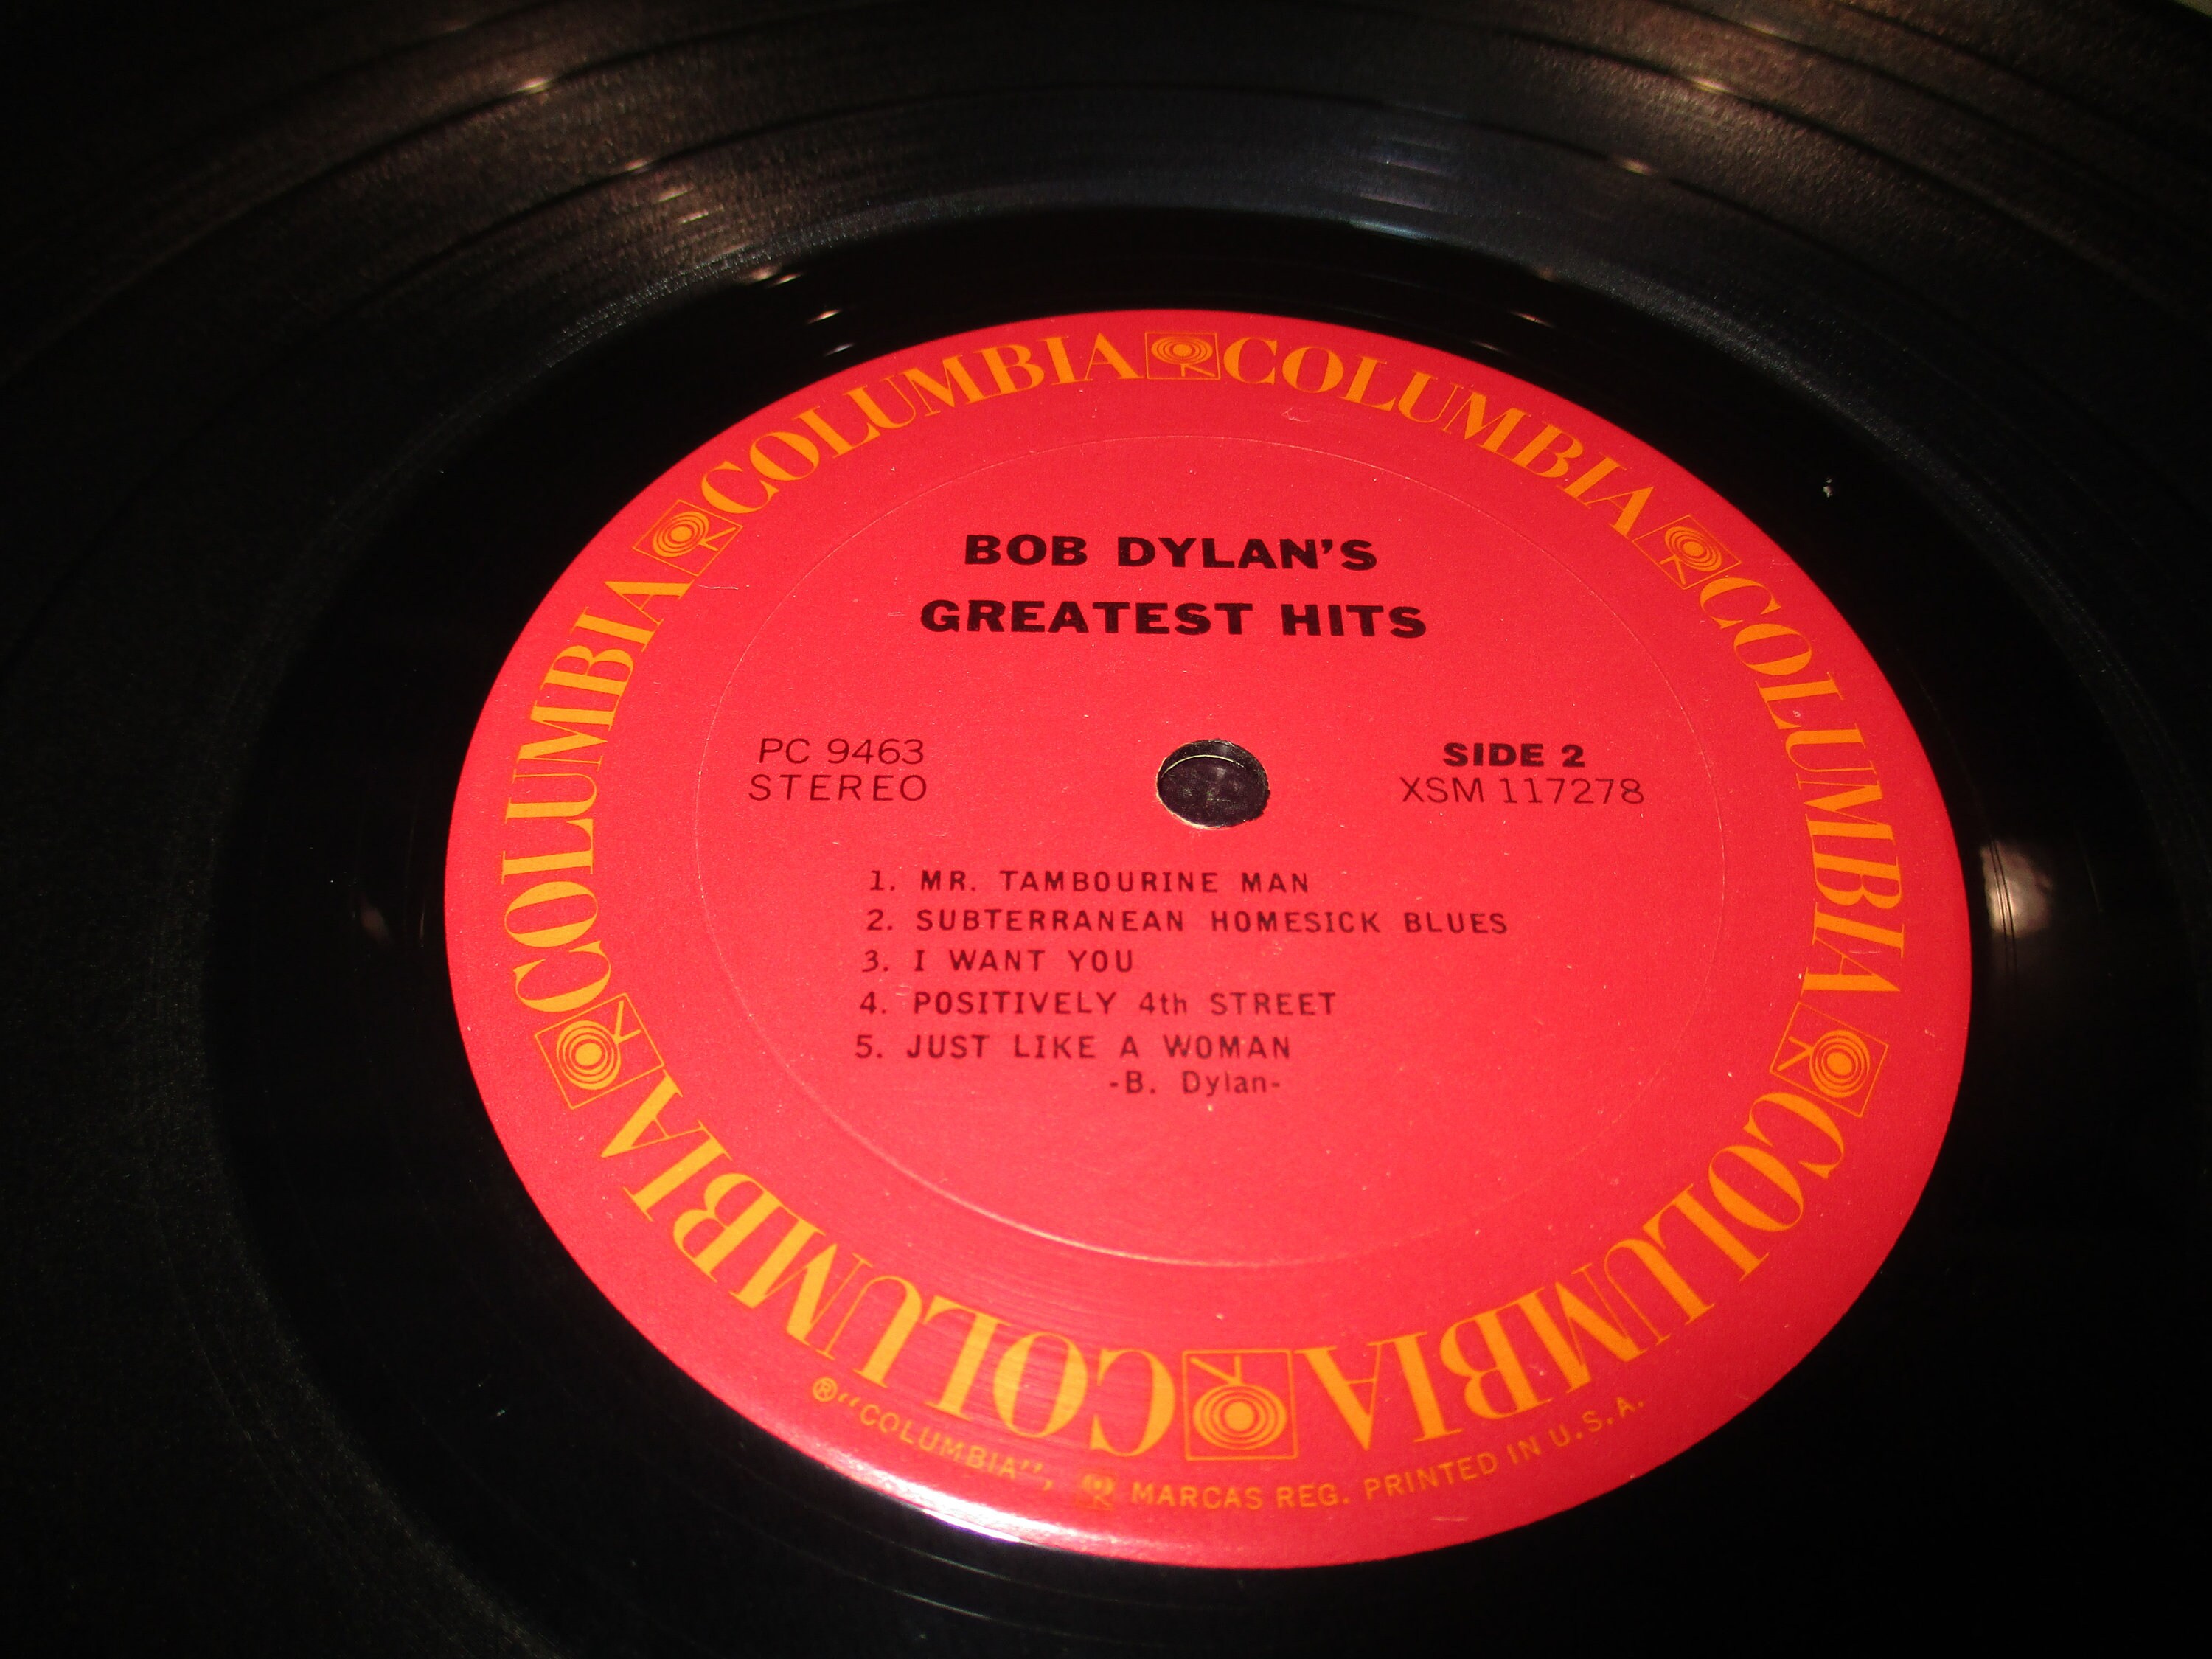 COLUMBIA COLUMBIA COLUMBIA COLUMBIA COLUMBIA COLUMBIA
BOB DYLAN'S
GREATEST HITS
PC 9463
STEREO
SIDE 2
XSM 117278
1. MR. TAMBOURINE MAN
2. SUBTERRANEAN HOMESICK BLUES
3. I WANT YOU
4. POSITIVELY 4th STREET
5. JUST LIKE A WOMAN
-B. Dylan-
®"COLUMBIA", MARCAS REG. PRINTED IN U.S.A.